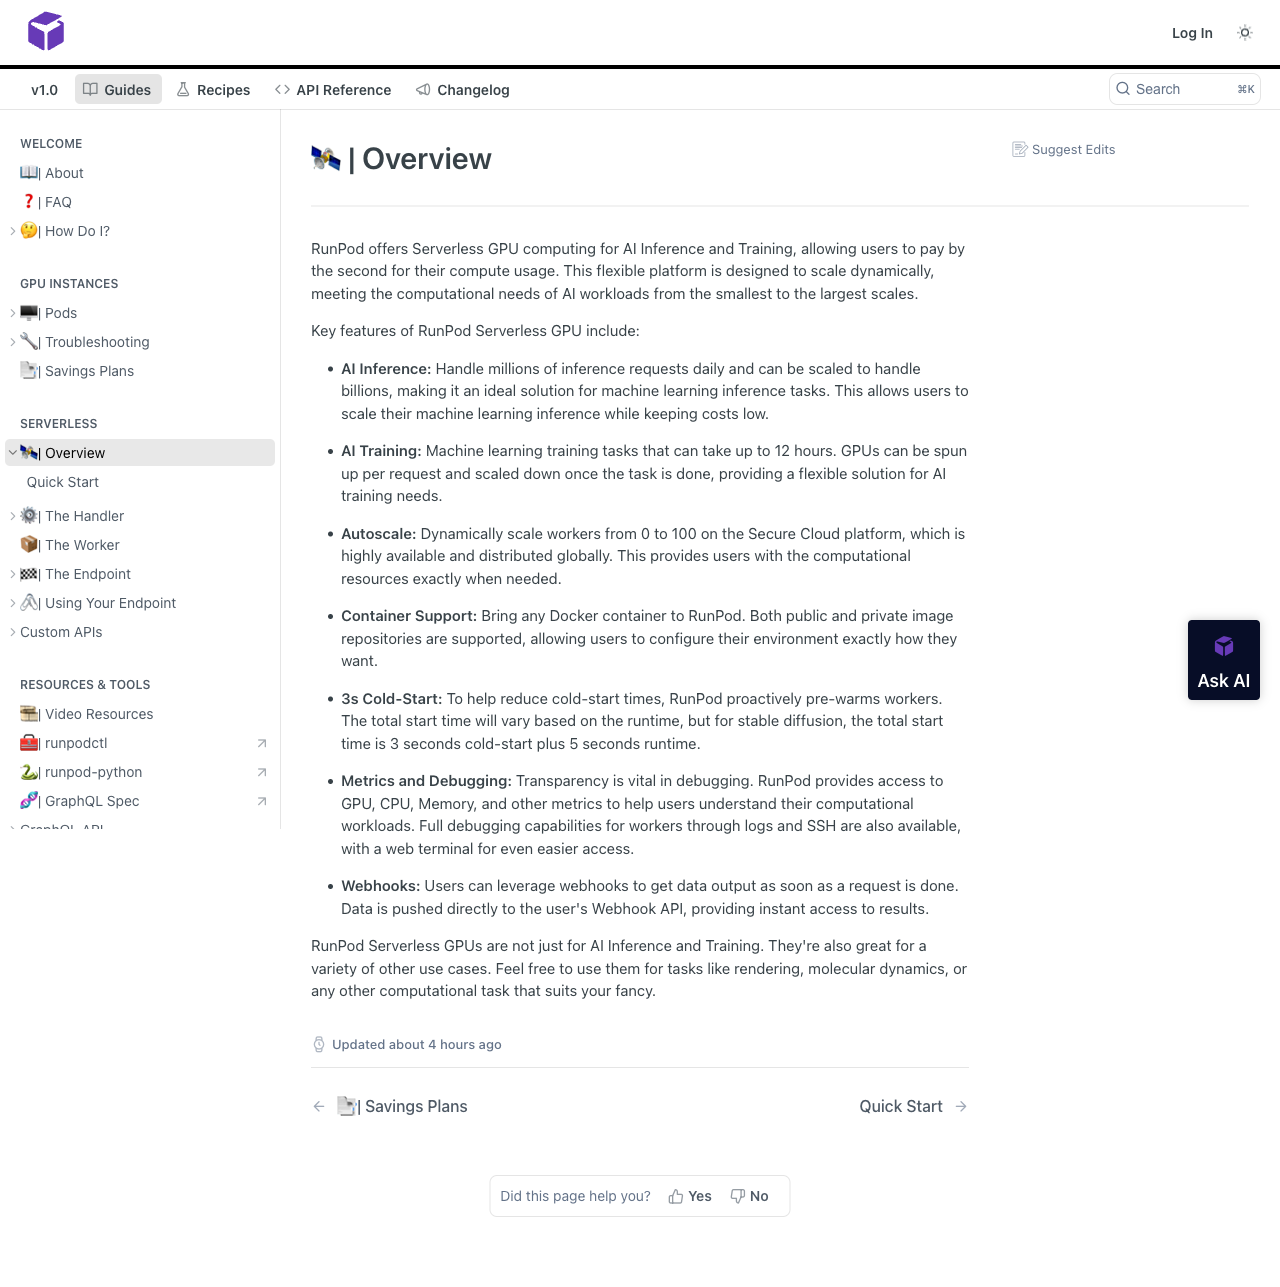 Log In
v1.0
Guides
Recipes
API Reference
Changelog
Search
⌘K
WELCOME
| About
| FAQ
| How Do I?
GPU INSTANCES
| Pods
| Troubleshooting
| Savings Plans
SERVERLESS
| Overview
Quick Start
| The Handler
| The Worker
| The Endpoint
| Using Your Endpoint
Custom APIs
RESOURCES & TOOLS
| Video Resources
| runpodctl
| runpod-python
| GraphQL Spec
GraphQL API
| Overview
Suggest Edits
RunPod offers Serverless GPU computing for AI Inference and Training, allowing users to pay by
the second for their compute usage. This flexible platform is designed to scale dynamically,
meeting the computational needs of AI workloads from the smallest to the largest scales.
Key features of RunPod Serverless GPU include:
• AI Inference: Handle millions of inference requests daily and can be scaled to handle
billions, making it an ideal solution for machine learning inference tasks. This allows users to
scale their machine learning inference while keeping costs low.
• AI Training: Machine learning training tasks that can take up to 12 hours. GPUs can be spun
up per request and scaled down once the task is done, providing a flexible solution for AI
training needs.
• Autoscale: Dynamically scale workers from 0 to 100 on the Secure Cloud platform, which is
highly available and distributed globally. This provides users with the computational
resources exactly when needed.
• Container Support: Bring any Docker container to RunPod. Both public and private image
repositories are supported, allowing users to configure their environment exactly how they
want.
• 3s Cold-Start: To help reduce cold-start times, RunPod proactively pre-warms workers.
The total start time will vary based on the runtime, but for stable diffusion, the total start
time is 3 seconds cold-start plus 5 seconds runtime.
• Metrics and Debugging: Transparency is vital in debugging. RunPod provides access to
GPU, CPU, Memory, and other metrics to help users understand their computational
workloads. Full debugging capabilities for workers through logs and SSH are also available,
with a web terminal for even easier access.
• Webhooks: Users can leverage webhooks to get data output as soon as a request is done.
Data is pushed directly to the user's Webhook API, providing instant access to results.
RunPod Serverless GPUs are not just for AI Inference and Training. They're also great for a
variety of other use cases. Feel free to use them for tasks like rendering, molecular dynamics, or
any other computational task that suits your fancy.
Updated about 4 hours ago
← | Savings Plans
Quick Start →
Did this page help you?
Yes
No
Ask AI